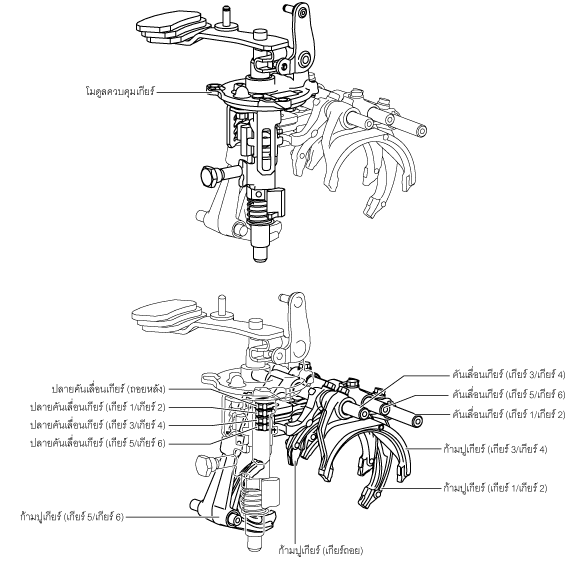 โมดูลควบคุมเกียร์
ปลายคันเลื่อนเกียร์ (ถอยหลัง)
ปลายคันเลื่อนเกียร์ (เกียร์ 1/เกียร์ 2)
ปลายคันเลื่อนเกียร์ (เกียร์ 3/เกียร์ 4)
ปลายคันเลื่อนเกียร์ (เกียร์ 5/เกียร์ 6)
คันเลื่อนเกียร์ (เกียร์ 3/เกียร์ 4)
คันเลื่อนเกียร์ (เกียร์ 5/เกียร์ 6)
คันเลื่อนเกียร์ (เกียร์ 1/เกียร์ 2)
ก้ามปูเกียร์ (เกียร์ 3/เกียร์ 4)
ก้ามปูเกียร์ (เกียร์ 1/เกียร์ 2)
ก้ามปูเกียร์ (เกียร์ 5/เกียร์ 6)
ก้ามปูเกียร์ (เกียร์ถอย)